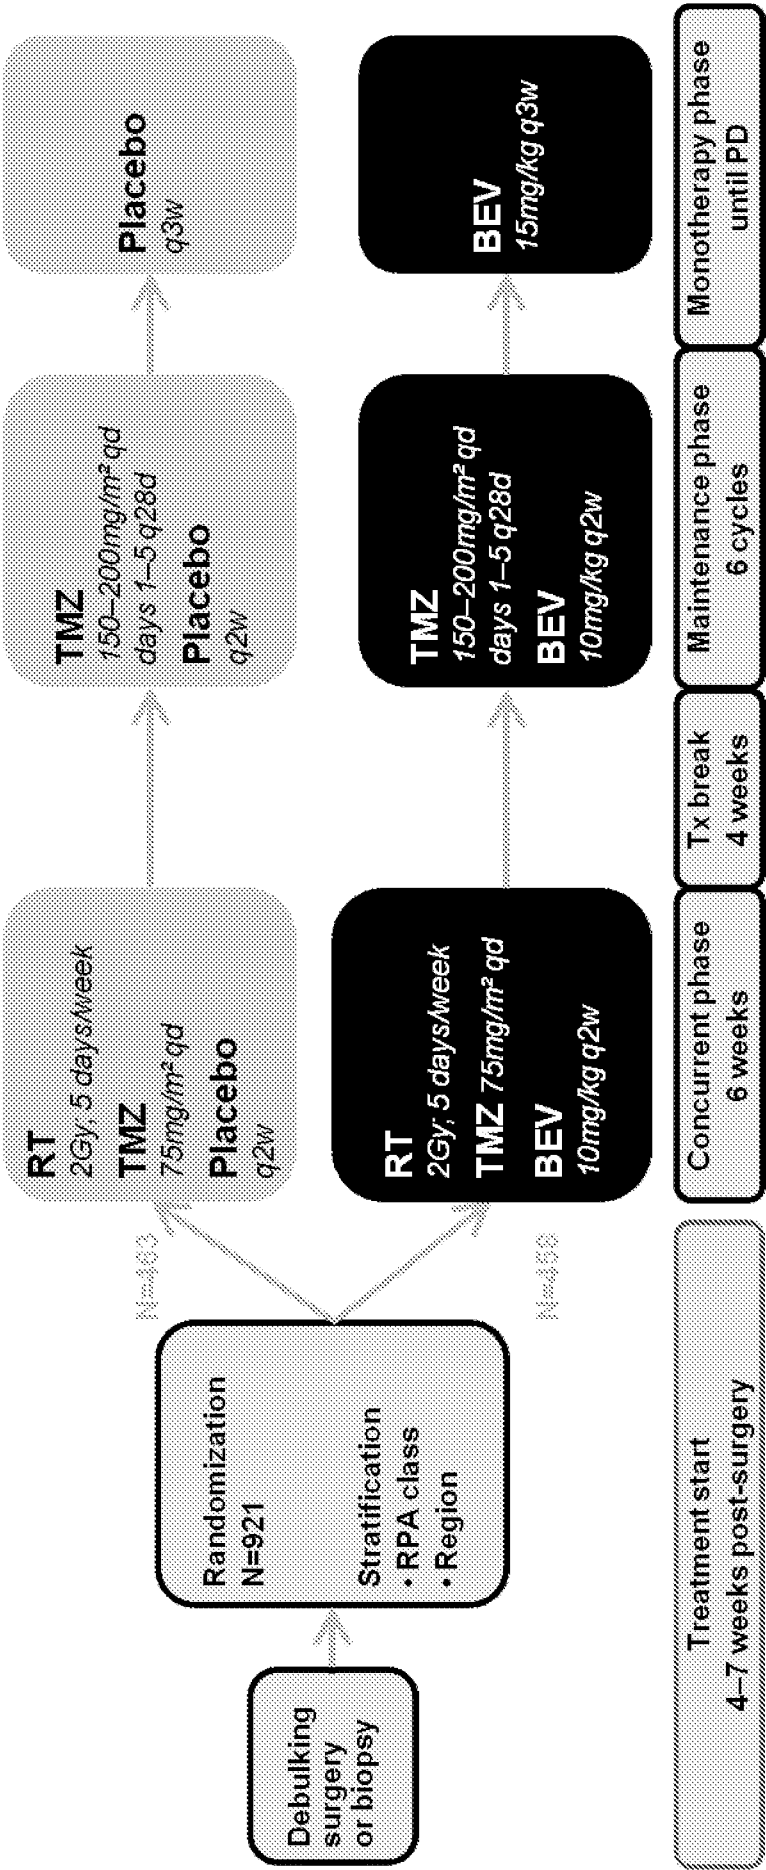 Debulking
surgery
or biopsy
Randomization
N=921
Stratification
• RPA class
• Region
N=463
RT
2Gy; 5 days/week
TMZ
75mg/m² qd
Placebo
q2w
TMZ
150–200mg/m² qd
days 1–5 q28d
Placebo
q2w
Placebo
q3w
N=458
RT
2Gy; 5 days/week
TMZ 75mg/m² qd
BEV
10mg/kg q2w
TMZ
150–200mg/m² qd
days 1–5 q28d
BEV
10mg/kg q2w
BEV
15mg/kg q3w
Treatment start
4–7 weeks post-surgery
Concurrent phase
6 weeks
Tx break
4 weeks
Maintenance phase
6 cycles
Monotherapy phase
until PD